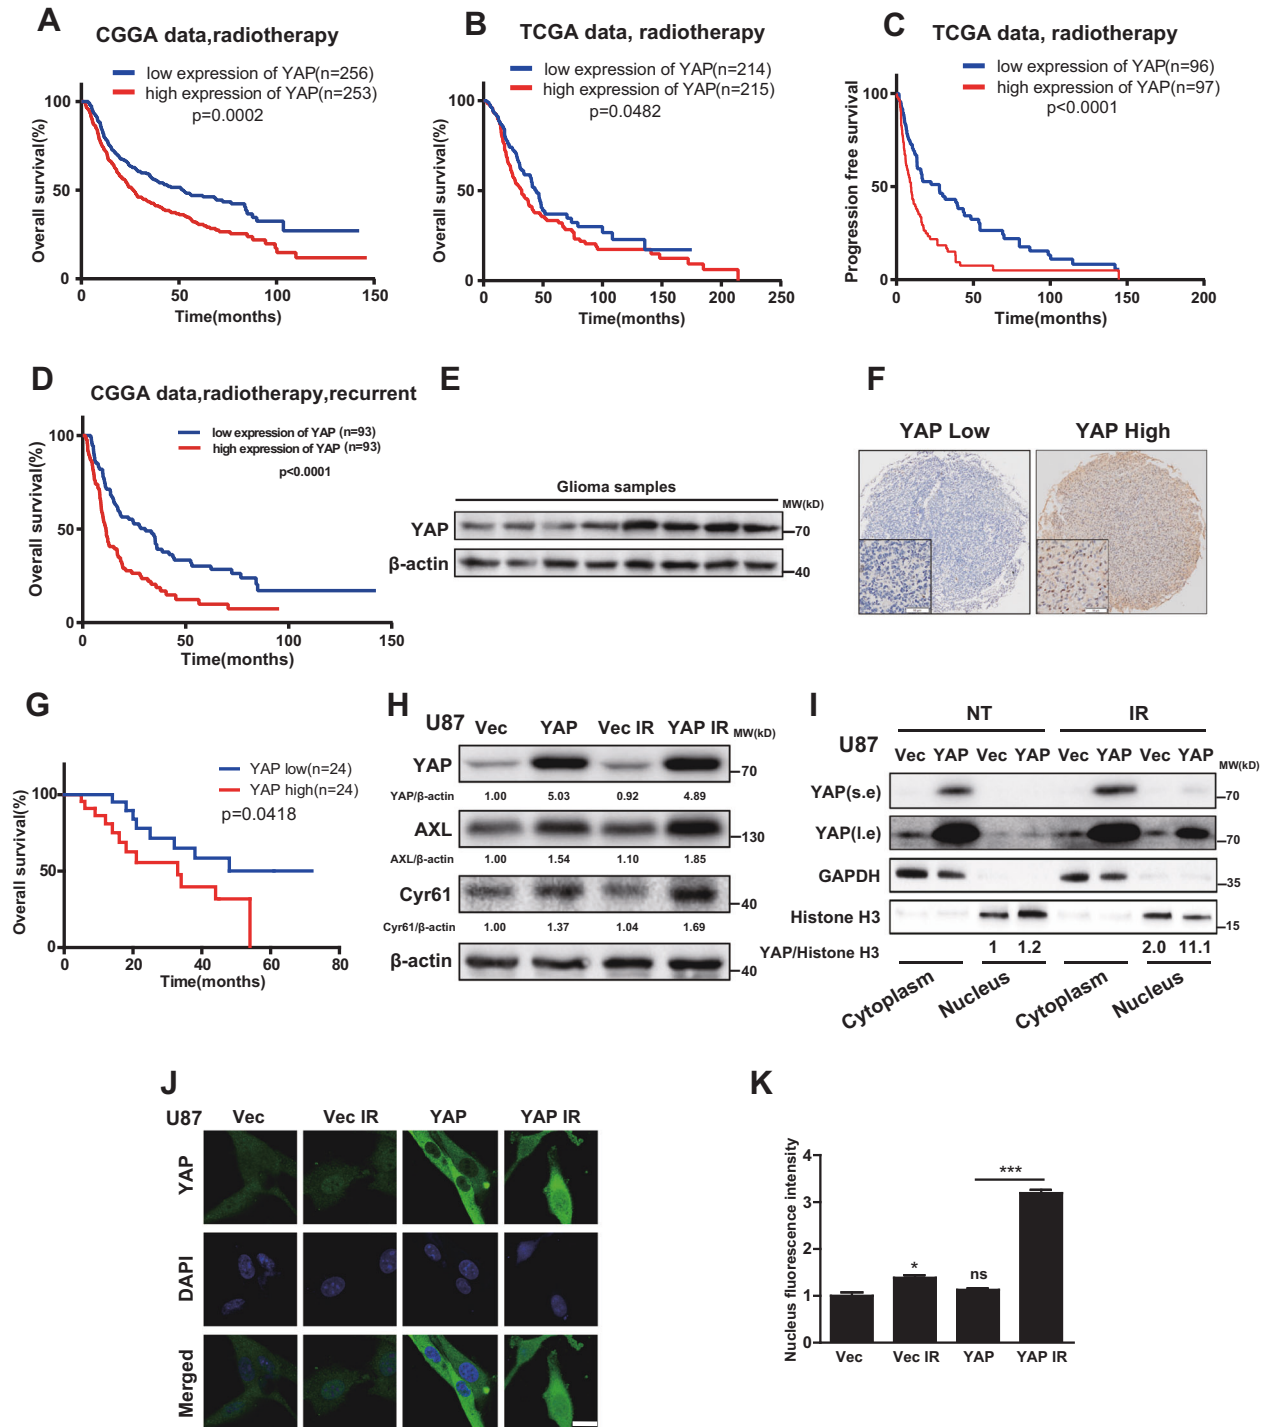 A
CGGA data,radiotherapy
low expression of YAP(n=256)
high expression of YAP(n=253)
p=0.0002
Overall survival(%)
100
50
0
0 50 100 150
Time(months)
B
TCGA data, radiotherapy
low expression of YAP(n=214)
high expression of YAP(n=215)
p=0.0482
Overall survival(%)
100
50
0
0 50 100 150 200 250
Time(months)
C
TCGA data, radiotherapy
low expression of YAP(n=96)
high expression of YAP(n=97)
p<0.0001
Progression free survival
100
50
0
0 50 100 150 200
Time(months)
D
CGGA data,radiotherapy,recurrent
low expression of YAP (n=93)
high expression of YAP (n=93)
p<0.0001
Overall survival(%)
100
50
0
0 50 100 150
Time(months)
E
Glioma samples
MW(kD)
YAP 70
β-actin 40
F
YAP Low YAP High
G
YAP low(n=24)
YAP high(n=24)
p=0.0418
Overall survival(%)
100
50
0
0 20 40 60 80
Time(months)
H
U87 Vec YAP Vec IR YAP IR MW(kD)
YAP 70
YAP/β-actin 1.00 5.03 0.92 4.89
AXL 130
AXL/β-actin 1.00 1.54 1.10 1.85
Cyr61 40
Cyr61/β-actin 1.00 1.37 1.04 1.69
β-actin 40
I
NT IR
U87 Vec YAP Vec YAP Vec YAP Vec YAP MW(kD)
YAP(s.e) 70
YAP(l.e) 70
GAPDH 35
Histone H3 15
YAP/Histone H3 1 1.2 2.0 11.1
Cytoplasm Nucleus Cytoplasm Nucleus
J
U87 Vec Vec IR YAP YAP IR
YAP
DAPI
Merged
K
Nucleus fluorescence intensity
4
3
2
1
0
* ns ***
Vec Vec IR YAP YAP IR